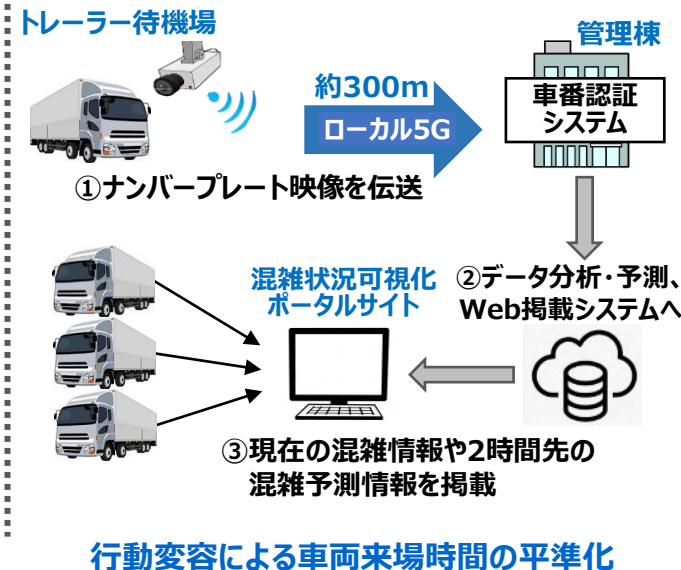 トレーラー待機場
管理棟
約300m
ローカル5G
車番認証
システム
①ナンバープレート映像を伝送
混雑状況可視化
ポータルサイト
②データ分析・予測、
Web掲載システムへ
③現在の混雑情報や2時間先の
混雑予測情報を掲載
行動変容による車両来場時間の平準化